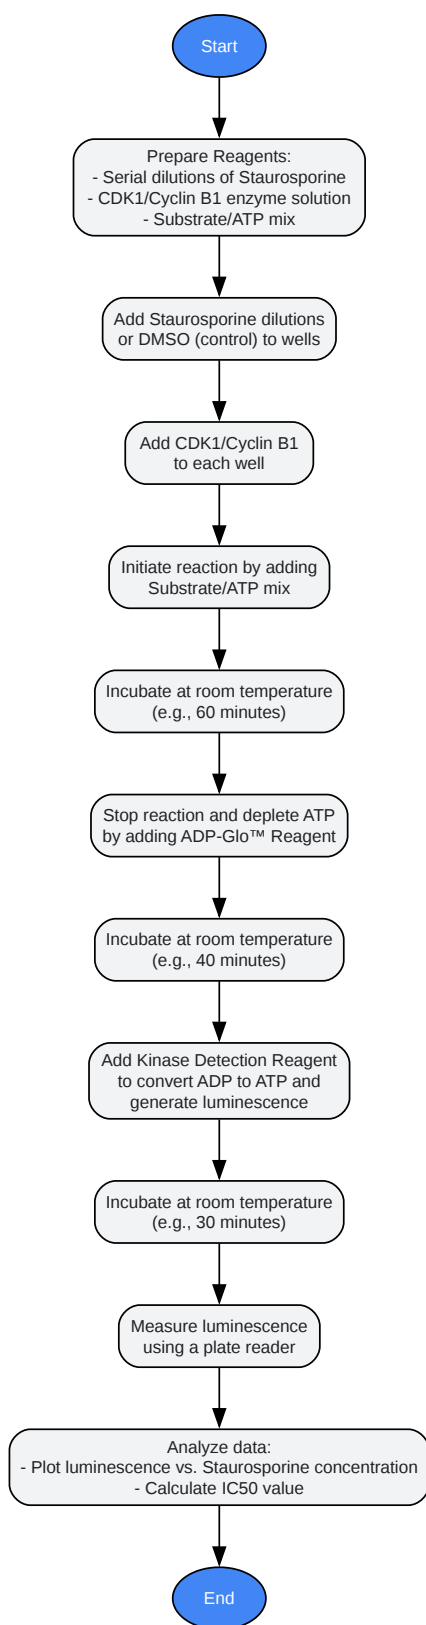 Start
Prepare Reagents:
- Serial dilutions of Staurosporine
- CDK1/Cyclin B1 enzyme solution
- Substrate/ATP mix
Add Staurosporine dilutions
or DMSO (control) to wells
Add CDK1/Cyclin B1
to each well
Initiate reaction by adding
Substrate/ATP mix
Incubate at room temperature
(e.g., 60 minutes)
Stop reaction and deplete ATP
by adding ADP-Glo™ Reagent
Incubate at room temperature
(e.g., 40 minutes)
Add Kinase Detection Reagent
to convert ADP to ATP and
generate luminescence
Incubate at room temperature
(e.g., 30 minutes)
Measure luminescence
using a plate reader
Analyze data:
- Plot luminescence vs. Staurosporine concentration
- Calculate IC50 value
End